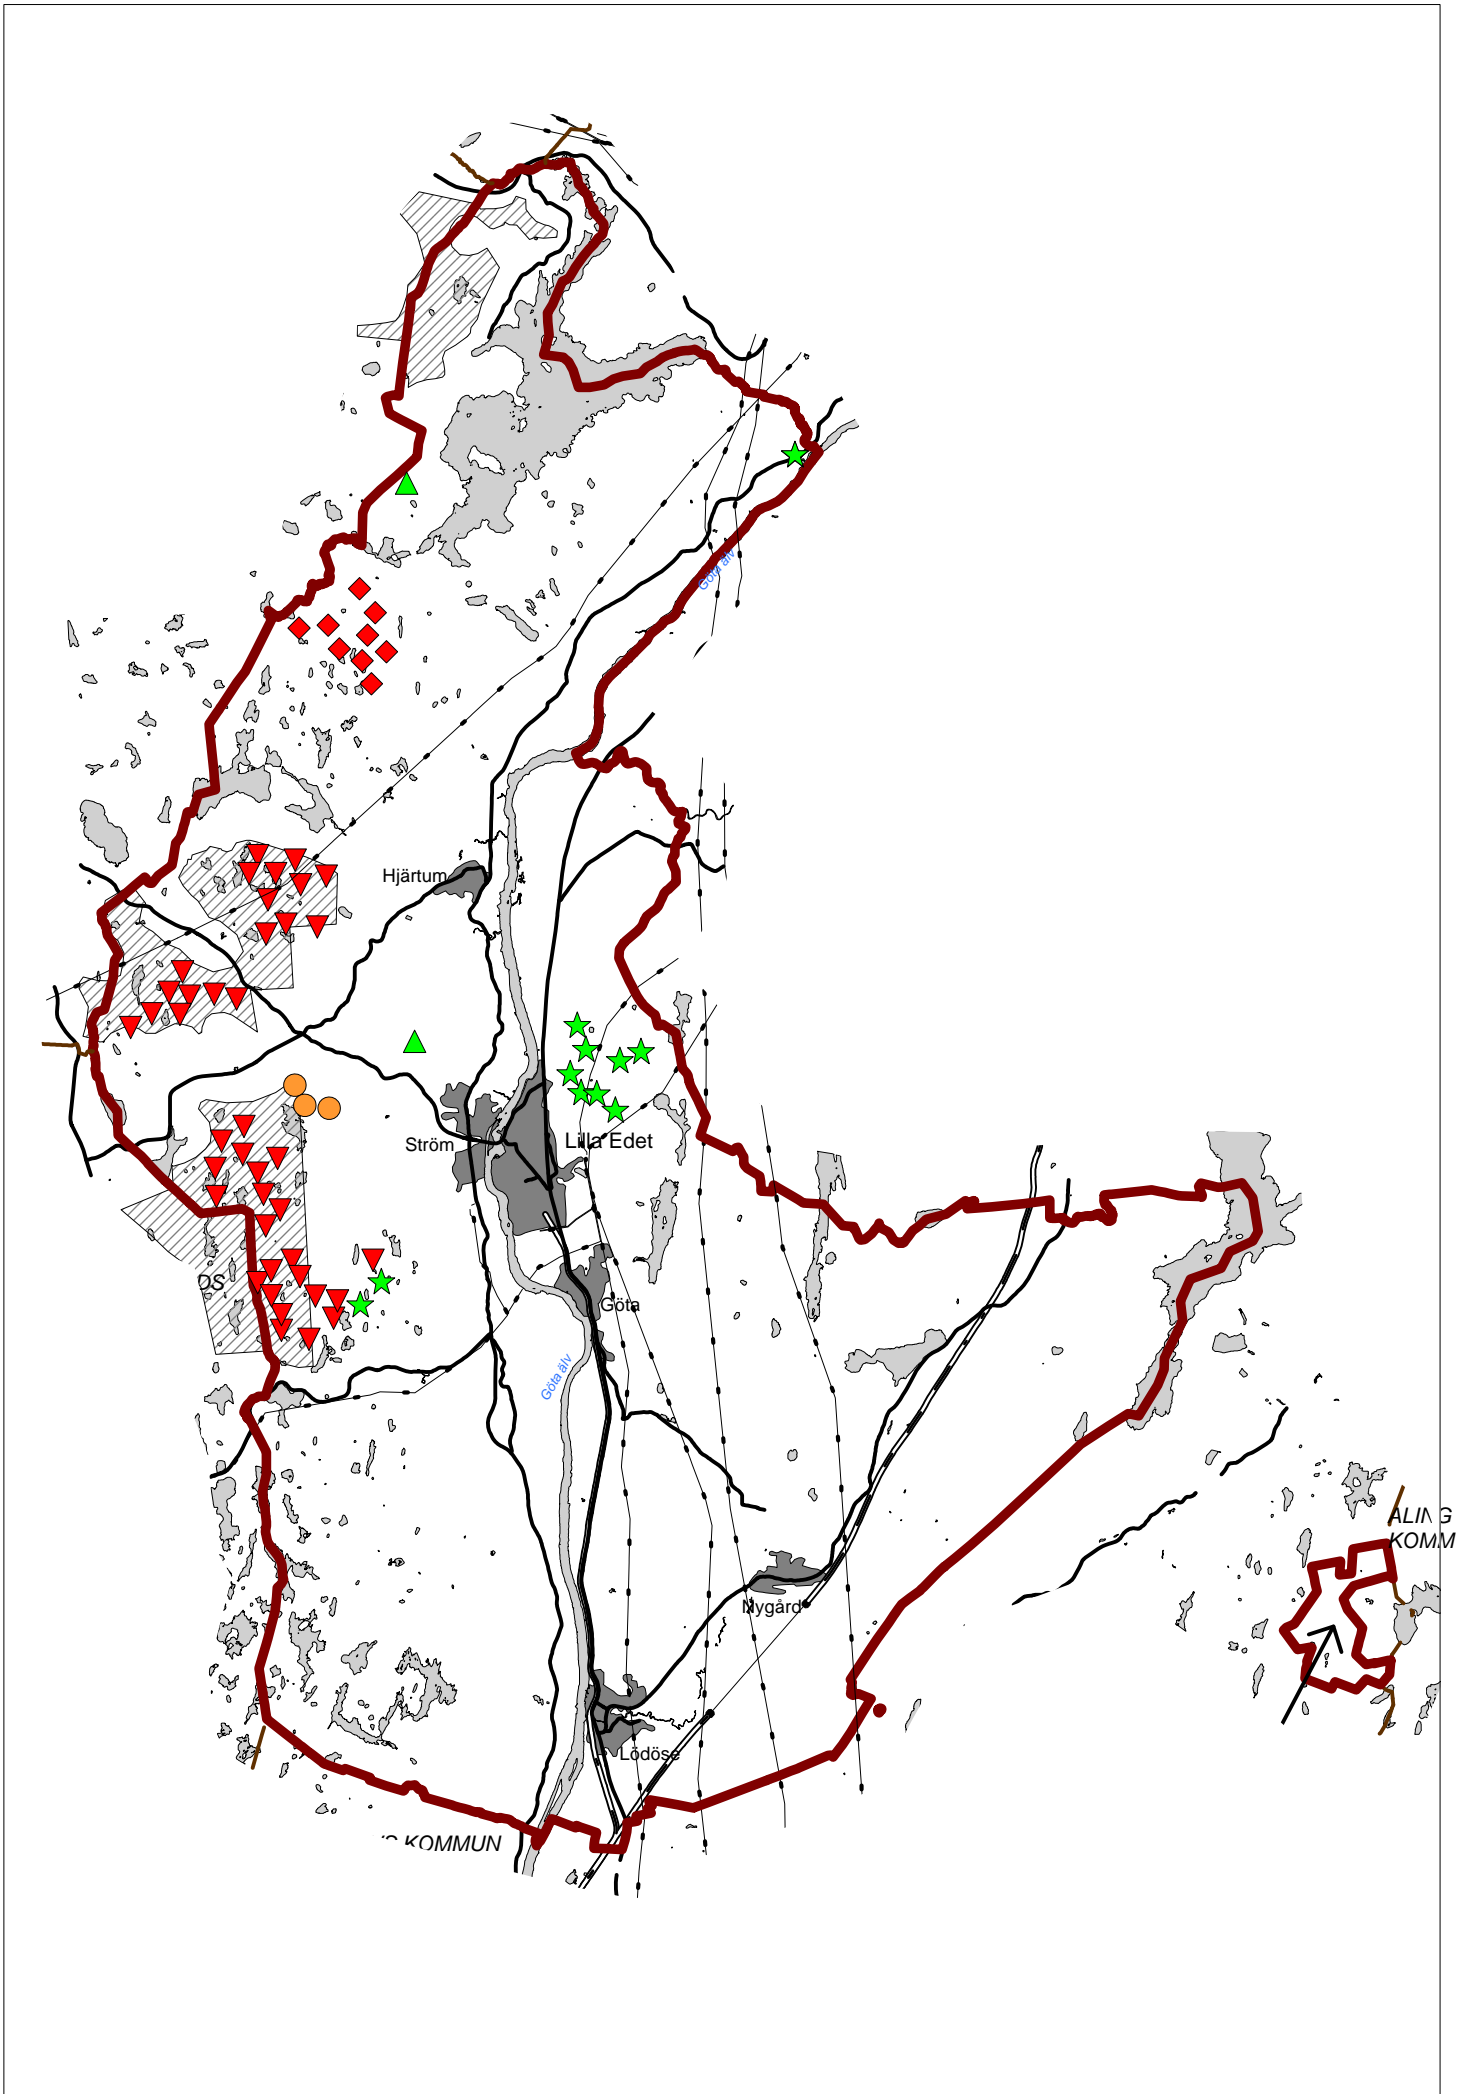 Göta älv
Hjärtum
Ström
Lilla Edet
Göta
Göta älv
Nygård
Lödöse
KOMMUN